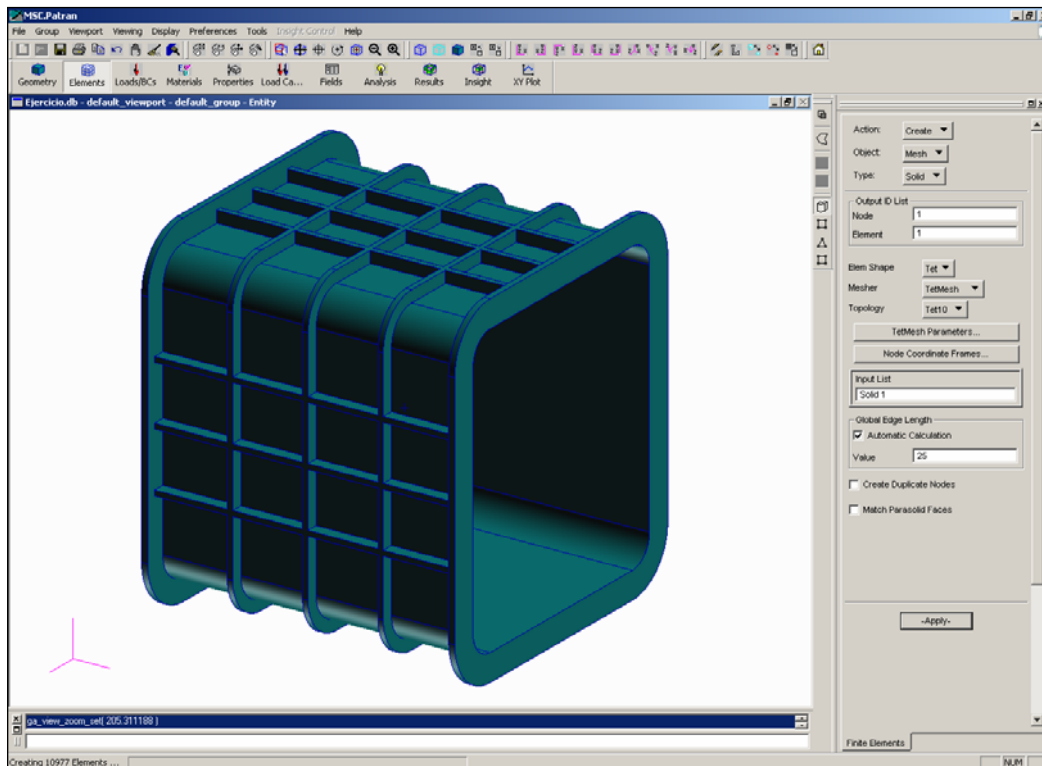 MSC.Patran
File Group Viewport Viewing Display Preferences Tools Insight Control Help
Geometry Elements Loads/BCs Materials Properties Load Ca... Fields Analysis Results Insight XY Plot
Ejercicio.db - default_viewport - default_group - Entity
Action: Create
Object: Mesh
Type: Solid
Output ID List
Node 1
Element 1
Elem Shape Tet
Mesher TetMesh
Topology Tet10
TetMesh Parameters...
Node Coordinate Frames...
Input List
Solid 1
Global Edge Length
Automatic Calculation
Value 25
Create Duplicate Nodes
Match Parasolid Faces
-Apply-
ga_view_zoom_set( 205.311188 )
Finite Elements
Creating 10977 Elements ...
NUM